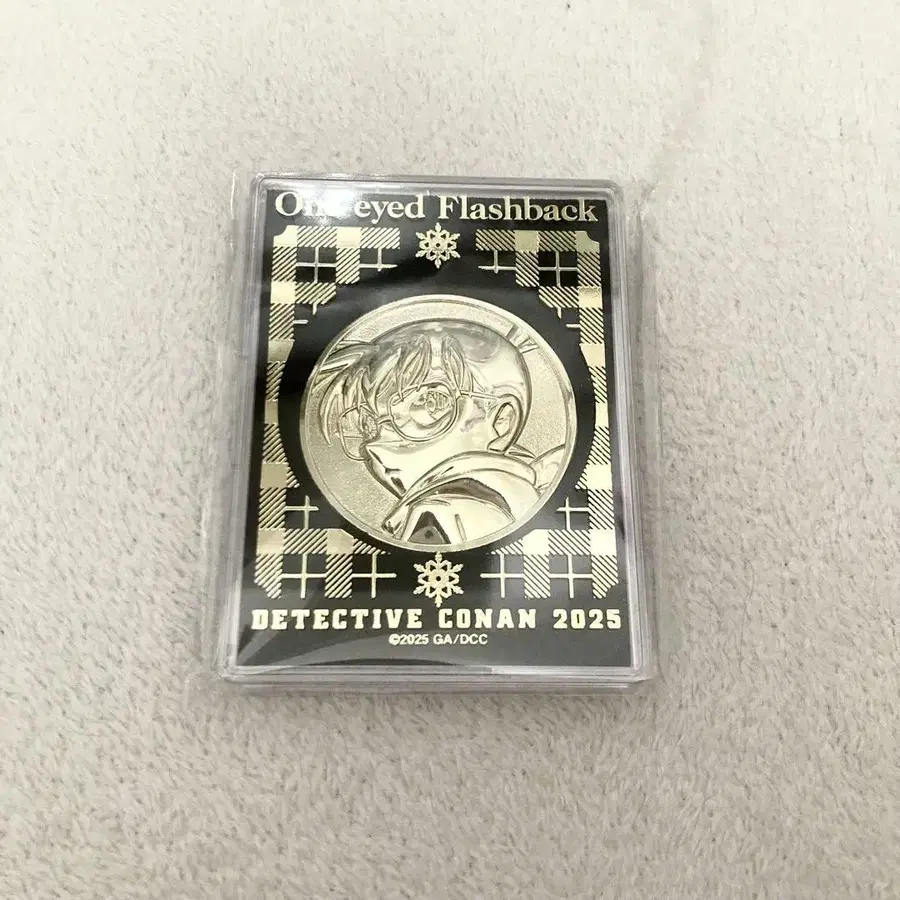 One-eyed Flashback
DETECTIVE CONAN 2025
©2025 GA/DCC